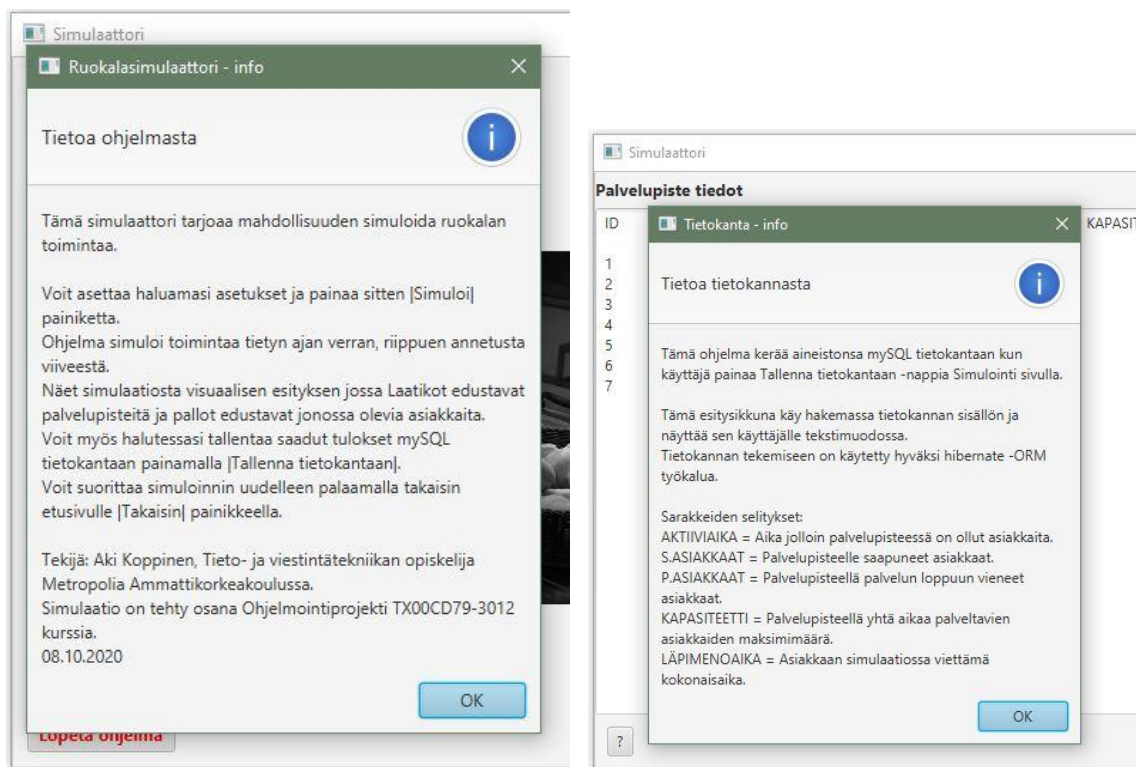 Simulaattori
Ruokalasimulaattori - info
Tietoa ohjelmasta
Tämä simulaattori tarjoaa mahdollisuuden simuloida ruokalan
toimintaa.
Voit asettaa haluamasi asetukset ja painaa sitten |Simuloi|
painiketta.
Ohjelma simuloi toimintaa tietyn ajan verran, riippuen annetusta
viiveestä.
Näet simulaatiosta visuaalisen esityksen jossa Laatikot edustavat
palvelupisteitä ja pallot edustavat jonossa olevia asiakkaita.
Voit myös halutessasi tallentaa saadut tulokset mySQL
tietokantaan painamalla |Tallenna tietokantaan|.
Voit suorittaa simuloinnin uudelleen palaamalla takaisin
etusivulle |Takaisin| painikkeella.
Tekijä: Aki Koppinen, Tieto- ja viestintätekniikan opiskelija
Metropolia Ammattikorkeakoulussa.
Simulaatio on tehty osana Ohjelmointiprojekti TX00CD79-3012
kurssia.
08.10.2020
OK
Lopeta ohjelma
Simulaattori
Palvelupiste tiedot
ID
KAPASIT
1
2
3
4
5
6
7
Tietokanta - info
Tietoa tietokannasta
Tämä ohjelma kerää aineistonsa mySQL tietokantaan kun
käyttäjä painaa Tallenna tietokantaan -nappia Simulointi sivulla.
Tämä esitysikkuna käy hakemassa tietokannan sisällön ja
näyttää sen käyttäjälle tekstimuodossa.
Tietokannan tekemiseen on käytetty hyväksi hibernate -ORM
työkalua.
Sarakkeiden selitykset:
AKTIIVIAIKA = Aika jolloin palvelupisteessä on ollut asiakkaita.
S.ASIAKKAAT = Palvelupisteelle saapuneet asiakkaat.
P.ASIAKKAAT = Palvelupisteellä palvelun loppuun vieneet
asiakkaat.
KAPASITEETTI = Palvelupisteellä yhtä aikaa palveltavien
asiakkaiden maksimimäärä.
LÄPIMENOAIKA = Asiakkaan simulaatiossa viettämä
kokonaisaika.
OK
?